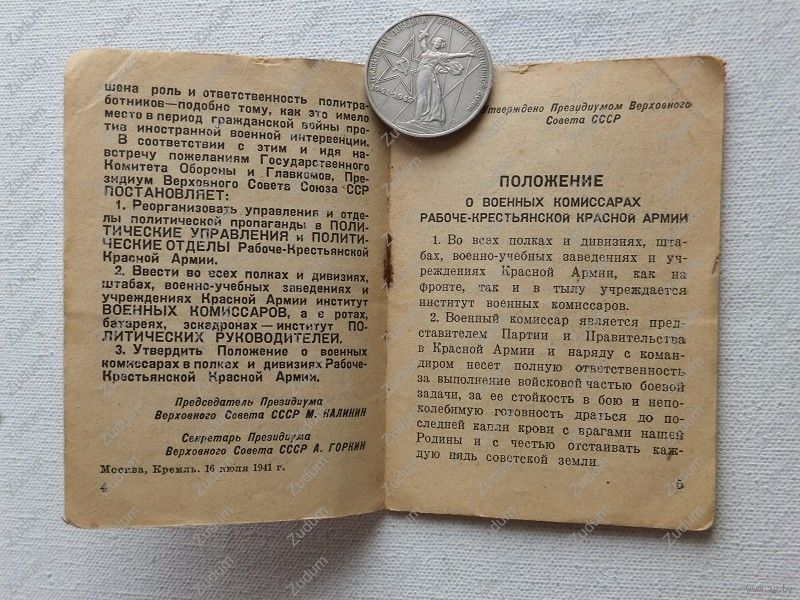 шена роль и ответственность политра-
ботников—подобно тому, как это имело
место в период гражданской войны про-
тив иностранной военной интервенции.
В соответствии с этим и идя на-
встречу пожеланиям Государственного
Комитета Обороны и Главкомов, Пре-
зидиум Верховного Совета Союза ССР
ПОСТАНОВЛЯЕТ:
1. Реорганизовать управления и отде-
лы политической пропаганды в ПОЛИ-
ТИЧЕСКИЕ УПРАВЛЕНИЯ и ПОЛИТИ-
ЧЕСКИЕ ОТДЕЛЫ Рабоче-Крестьянской
Красной Армии.
2. Ввести во всех полках и дивизиях,
штабах, военно-учебных заведениях и
учреждениях Красной Армии институт
ВОЕННЫХ КОМИССАРОВ, а в ротах,
батареях, эскадронах — институт ПО-
ЛИТИЧЕСКИХ РУКОВОДИТЕЛЕЙ.
3. Утвердить Положение о военных
комиссарах в полках и дивизиях Рабоче-
Крестьянской Красной Армии.
Председатель Президиума
Верховного Совета СССР М. КАЛИНИН
Секретарь Президиума
Верховного Совета СССР А. ГОРКИН
Москва, Кремль. 16 июля 1941 г.
4
Утверждено Президиумом Верховного
Совета СССР
ПОЛОЖЕНИЕ
О ВОЕННЫХ КОМИССАРАХ
РАБОЧЕ-КРЕСТЬЯНСКОЙ КРАСНОЙ АРМИИ
1. Во всех полках и дивизиях, шта-
бах, военно-учебных заведениях и уч-
реждениях Красной Армии, как на
фронте, так и в тылу учреждается
институт военных комиссаров.
2. Военный комиссар является пред-
ставителем Партии и Правительства
в Красной Армии и наряду с коман-
диром несет полную ответственность
за выполнение войсковой частью боевой
задачи, за ее стойкость в бою и непо-
колебимую готовность драться до по-
следней капли крови с врагами нашей
Родины и с честью отстаивать каж-
дую пядь советской земли.
5
Zudum